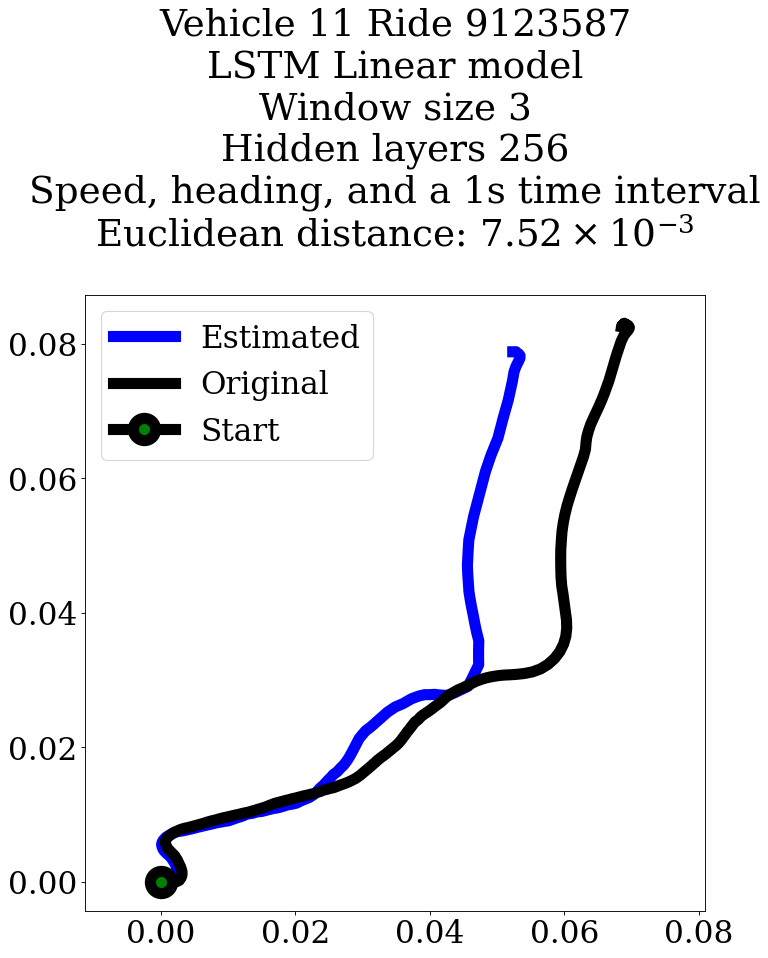 Vehicle 11 Ride 9123587
LSTM Linear model
Window size 3
Hidden layers 256
Speed, heading, and a 1s time interval
Euclidean distance: 7.52 × 10⁻³
Estimated
Original
Start
0.08
0.06
0.04
0.02
0.00
0.00 0.02 0.04 0.06 0.08